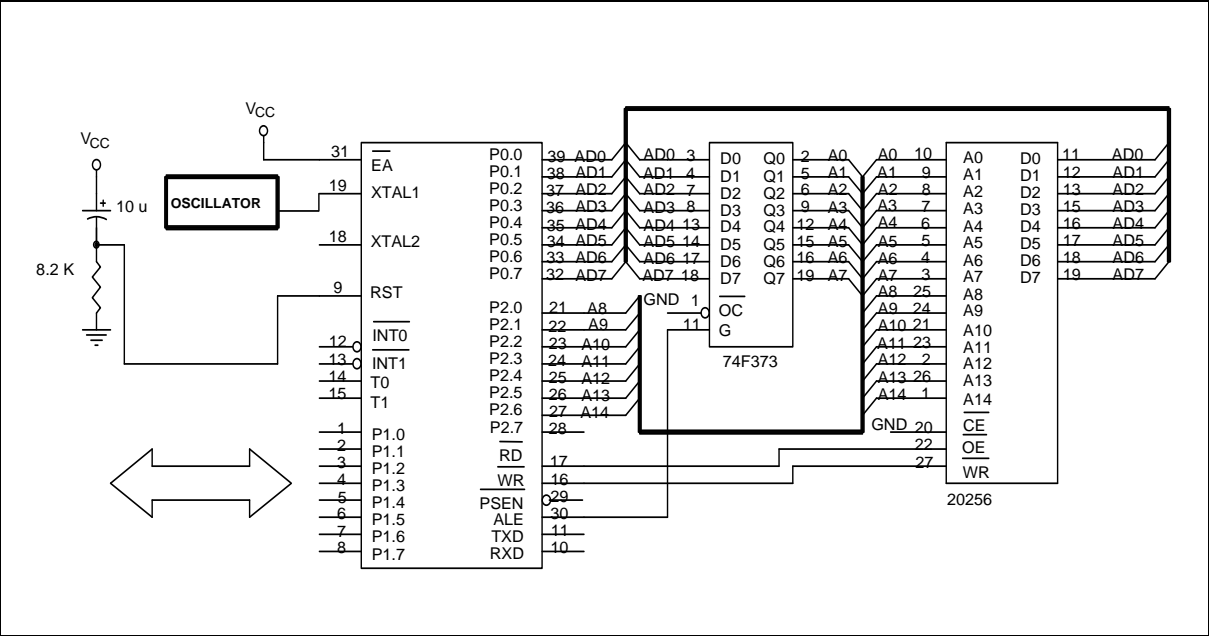 VCC
VCC
+
10 u
8.2 K
OSCILLATOR
31
19
18
9
12
13
14
15
1
2
3
4
5
6
7
8
EA
XTAL1
XTAL2
RST
INT0
INT1
T0
T1
P1.0
P1.1
P1.2
P1.3
P1.4
P1.5
P1.6
P1.7
P0.0 39 AD0
P0.1 38 AD1
P0.2 37 AD2
P0.3 36 AD3
P0.4 35 AD4
P0.5 34 AD5
P0.6 33 AD6
P0.7 32 AD7
P2.0 21 A8
P2.1 22 A9
P2.2 23 A10
P2.3 24 A11
P2.4 25 A12
P2.5 26 A13
P2.6 27 A14
P2.7 28
RD 17
WR 16
PSEN 29
ALE 30
TXD 11
RXD 10
AD0 3 D0 Q0 2 A0
AD1 4 D1 Q1 5 A1
AD2 7 D2 Q2 6 A2
AD3 8 D3 Q3 9 A3
AD4 13 D4 Q4 12 A4
AD5 14 D5 Q5 15 A5
AD6 17 D6 Q6 16 A6
AD7 18 D7 Q7 19 A7
GND 1 OC
11 G
74F373
A0 10 A0 D0 11 AD0
A1 9 A1 D1 12 AD1
A2 8 A2 D2 13 AD2
A3 7 A3 D3 15 AD3
A4 6 A4 D4 16 AD4
A5 5 A5 D5 17 AD5
A6 4 A6 D6 18 AD6
A7 3 A7 D7 19 AD7
A8 25 A8
A9 24 A9
A10 21 A10
A11 23 A11
A12 2 A12
A13 26 A13
A14 1 A14
GND 20 CE
22 OE
27 WR
20256